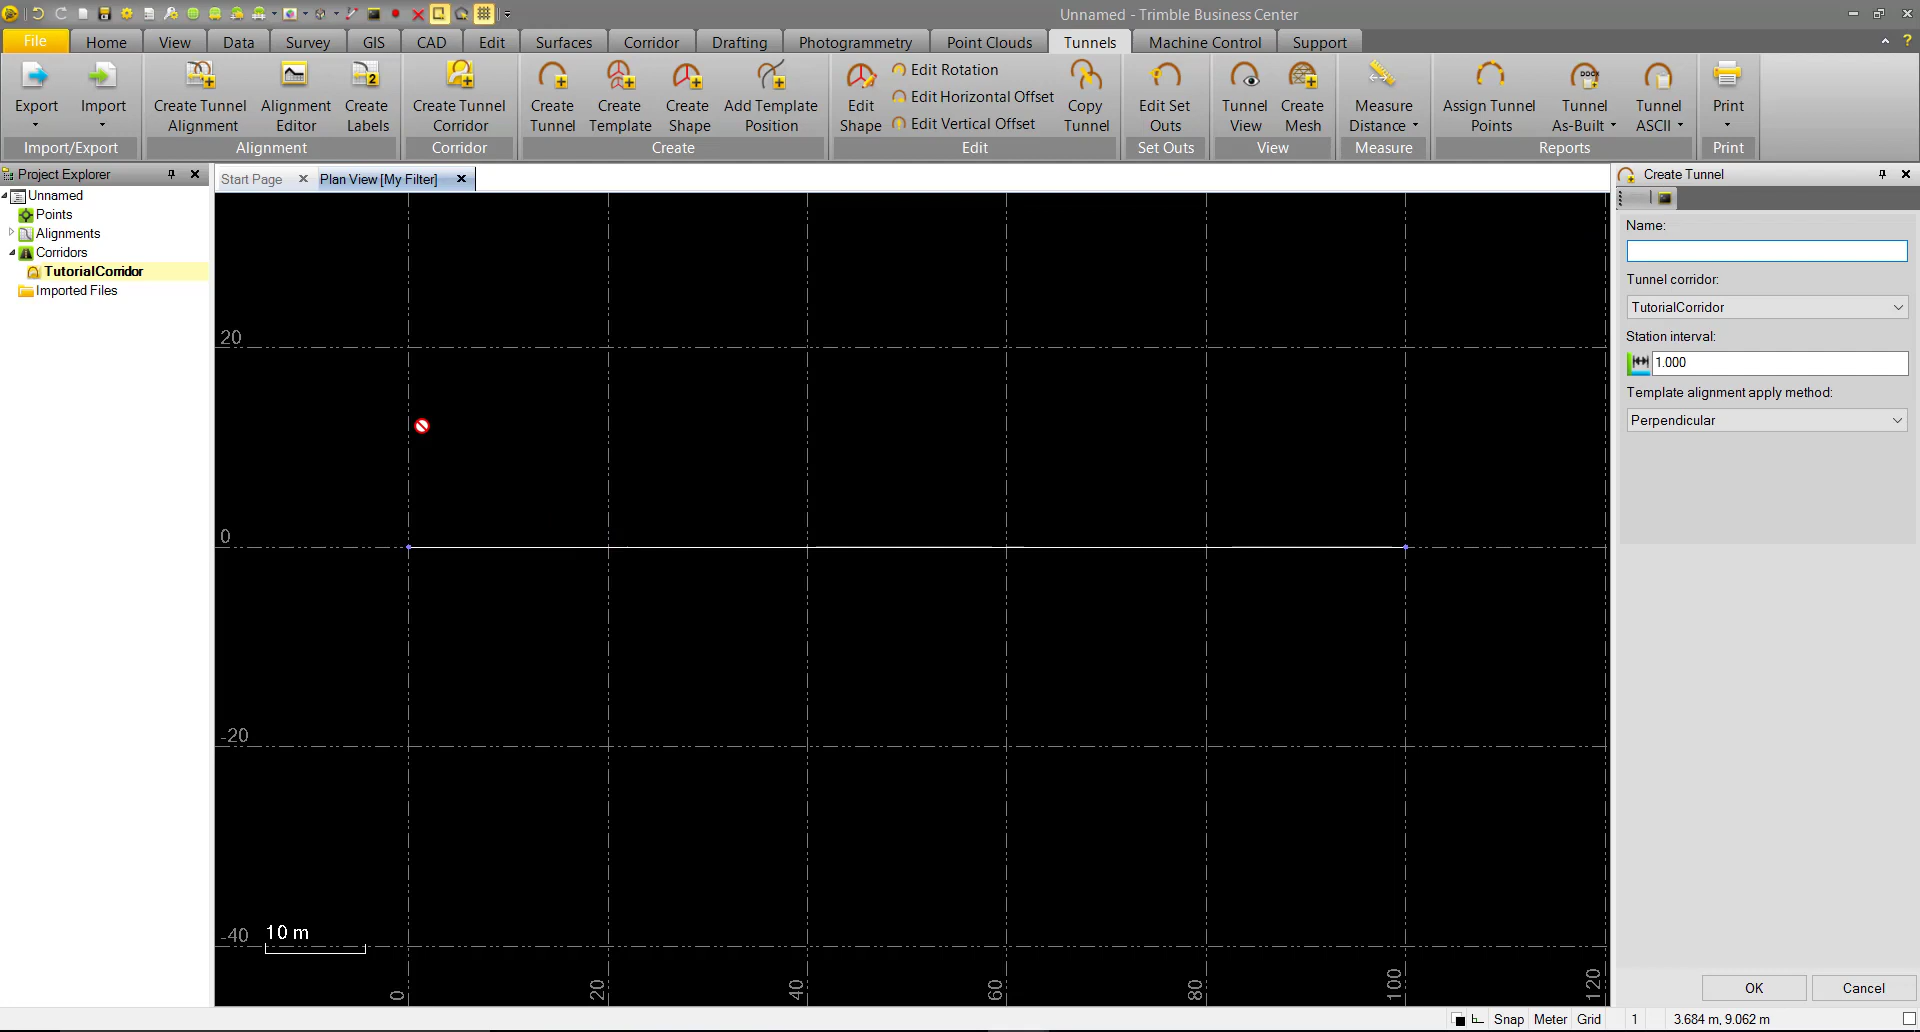 Unnamed - Trimble Business Center
File
Home
View
Data
Survey
GIS
CAD
Edit
Surfaces
Corridor
Drafting
Photogrammetry
Point Clouds
Tunnels
Machine Control
Support
Export
Import
Import/Export
Create Tunnel
Alignment
Alignment
Editor
Create
Labels
Alignment
Create Tunnel
Corridor
Corridor
Create
Tunnel
Create
Template
Create
Shape
Add Template
Position
Create
Edit
Shape
Edit Rotation
Edit Horizontal Offset
Edit Vertical Offset
Copy
Tunnel
Edit
Edit Set
Outs
Set Outs
Tunnel
View
Create
Mesh
View
Measure
Distance
Measure
Assign Tunnel
Points
Tunnel
As-Built
Tunnel
ASCII
Reports
Print
Print
Project Explorer
Unnamed
Points
Alignments
Corridors
TutorialCorridor
Imported Files
Start Page
Plan View [My Filter]
20
0
-20
-40
10 m
0
20
40
60
80
100
120
Create Tunnel
Name:
Tunnel corridor:
TutorialCorridor
Station interval:
1.000
Template alignment apply method:
Perpendicular
OK
Cancel
Snap
Meter
Grid
1
3.684 m, 9.062 m